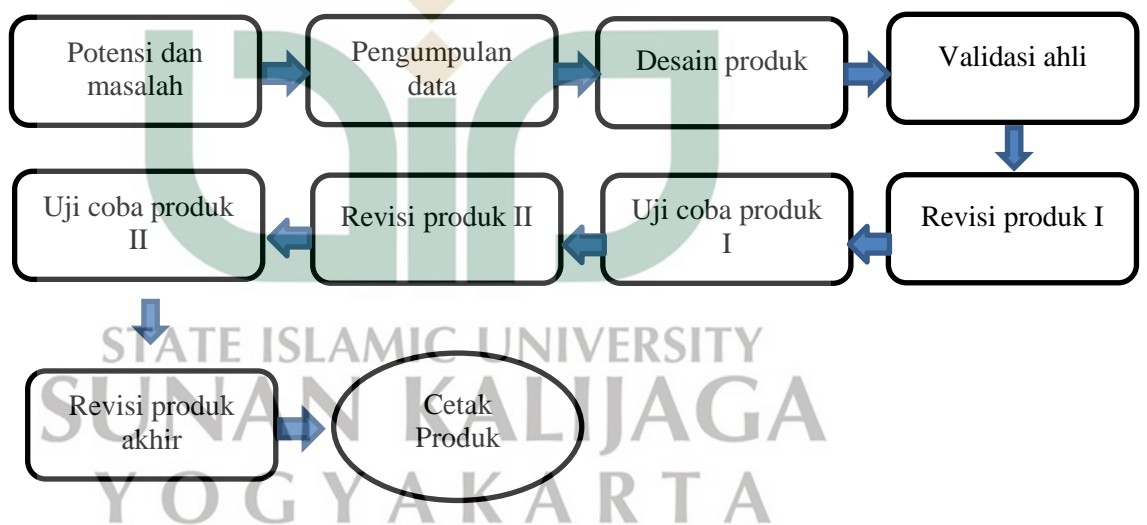 Potensi dan
masalah
Pengumpulan
data
Desain produk
Validasi ahli
Revisi produk I
Uji coba produk
I
Revisi produk II
Uji coba produk
II
Revisi produk
akhir
Cetak
Produk
STATE ISLAMIC UNIVERSITY
SUNAN KALIJAGA
YOGYAKARTA